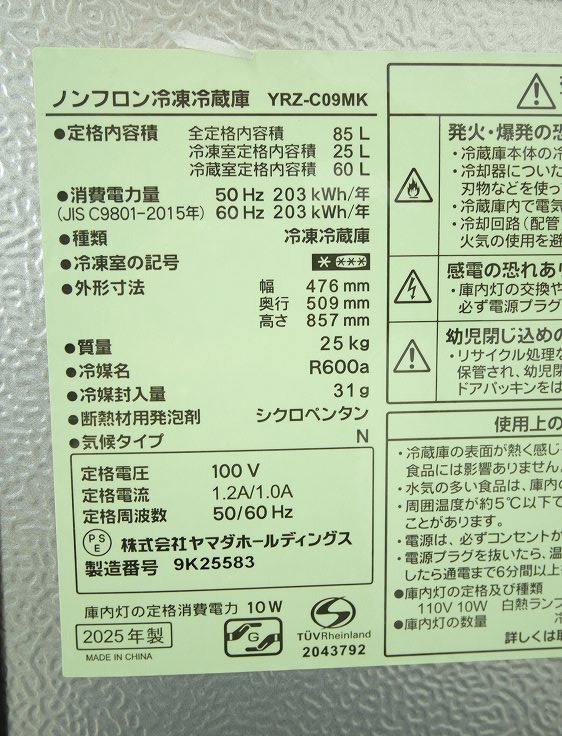 ノンフロン冷凍冷蔵庫 YRZ-C09MK
●定格内容積 全定格内容積 85 L
冷凍室定格内容積 25 L
冷蔵室定格内容積 60 L
●消費電力量 50 Hz 203 kWh/年
(JIS C9801-2015年) 60 Hz 203 kWh/年
●種類 冷凍冷蔵庫
●冷凍室の記号 * ***
●外形寸法 幅 476 mm
奥行 509 mm
高さ 857 mm
●質量 25 kg
●冷媒名 R600a
●冷媒封入量 31 g
●断熱材用発泡剤 シクロペンタン
●気候タイプ N
定格電圧 100 V
定格電流 1.2A/1.0A
定格周波数 50/60 Hz
PSE 株式会社ヤマダホールディングス
製造番号 9K25583
庫内灯の定格消費電力 10W
2025年製
MADE IN CHINA
G
TÜVRheinland
2043792
発火・爆発の恐
・冷蔵庫本体の
・冷却器につい
刃物などを使っ
・冷蔵庫内で電気
・冷却回路(配管
火気の使用を避
感電の恐れあり
・庫内灯の交換や
必ず電源プラグ
幼児閉じ込めの
・リサイクル処理
保管され、幼児
ドアパッキンをは
使用上の
・冷蔵庫の表面が熱く感じ
食品には影響ありません
・水気の多い食品は、庫内の
・周囲温度が約5℃以下で
ことがあります。
・電源は、必ずコンセントか
・電源プラグを抜いたら、温
したら通電まで6分間以上
●庫内灯の定格及び種類
110V 10W 白熱ランプ
●庫内灯の数量
詳しくは取